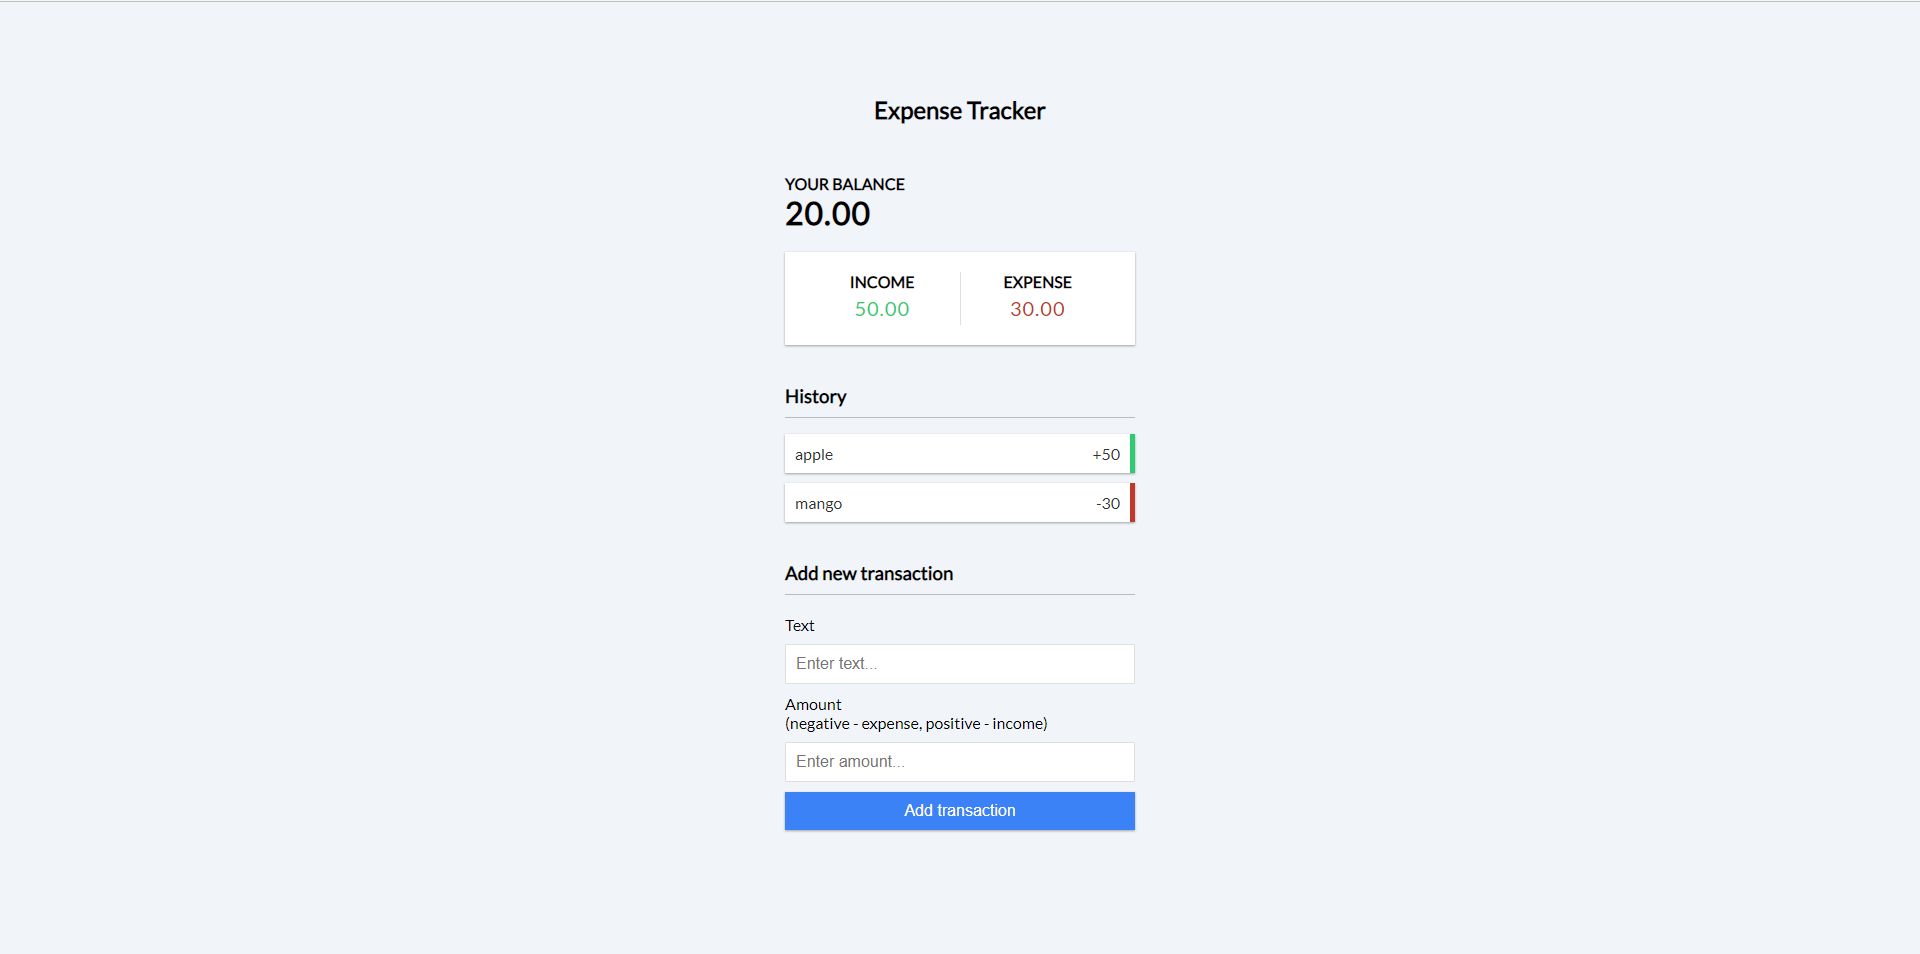 Expense Tracker
YOUR BALANCE
20.00
INCOME EXPENSE
50.00 30.00
History
apple +50
mango -30
Add new transaction
Text
Enter text...
Amount
(negative - expense, positive - income)
Enter amount...
Add transaction